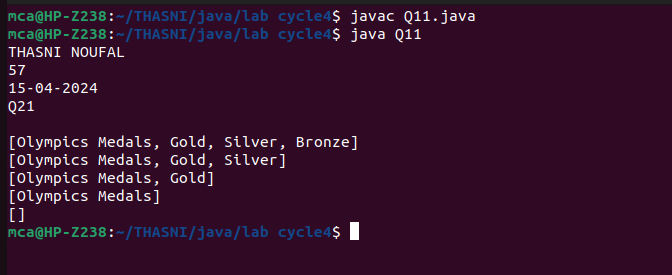 mca@HP-Z238:~/THASNI/java/lab cycle4$ javac Q11.java
mca@HP-Z238:~/THASNI/java/lab cycle4$ java Q11
THASNI NOUFAL
57
15-04-2024
Q21
[Olympics Medals, Gold, Silver, Bronze]
[Olympics Medals, Gold, Silver]
[Olympics Medals, Gold]
[Olympics Medals]
[]
mca@HP-Z238:~/THASNI/java/lab cycle4$